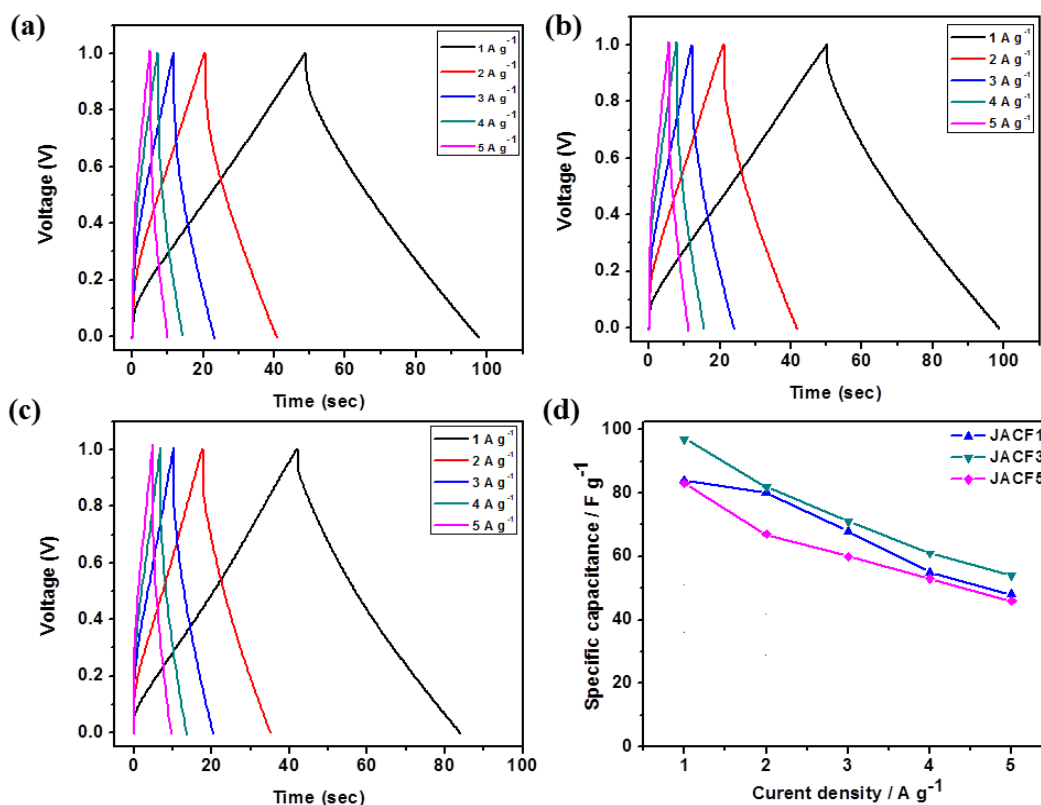 (a)
1 A g⁻¹
2 A g⁻¹
3 A g⁻¹
4 A g⁻¹
5 A g⁻¹
1.0
0.8
0.6
0.4
0.2
0.0
Voltage (V)
0 20 40 60 80 100
Time (sec)
(b)
1 A g⁻¹
2 A g⁻¹
3 A g⁻¹
4 A g⁻¹
5 A g⁻¹
1.0
0.8
0.6
0.4
0.2
0.0
Voltage (V)
0 20 40 60 80 100
Time (sec)
(c)
1 A g⁻¹
2 A g⁻¹
3 A g⁻¹
4 A g⁻¹
5 A g⁻¹
1.0
0.8
0.6
0.4
0.2
0.0
Voltage (V)
0 20 40 60 80 100
Time (sec)
(d)
JACF1
JACF3
JACF5
100
80
60
40
20
0
Specific capacitance / F g⁻¹
1 2 3 4 5
Curent density / A g⁻¹